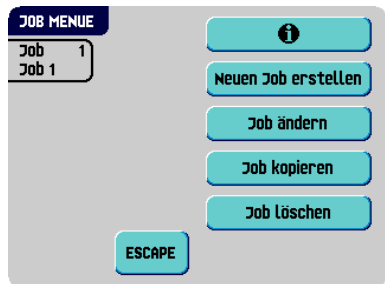 JOB MENUE
Job 1
Job 1
Neuen Job erstellen
Job ändern
Job kopieren
Job löschen
ESCAPE